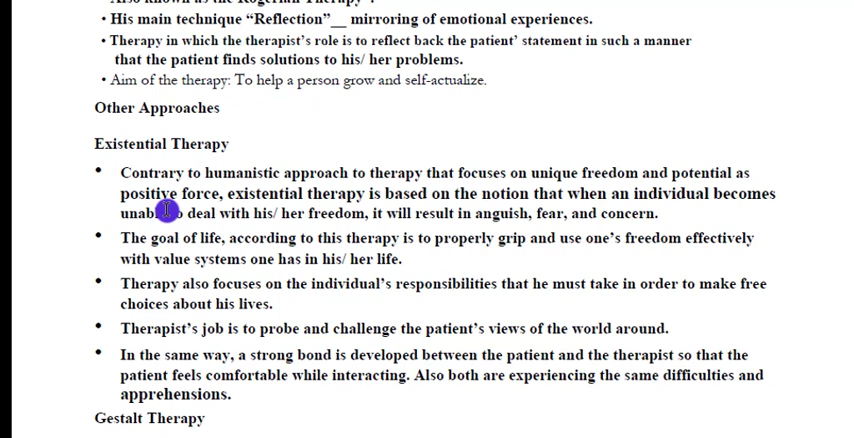 • His main technique “Reflection”__ mirroring of emotional experiences.
• Therapy in which the therapist’s role is to reflect back the patient’ statement in such a manner
that the patient finds solutions to his/ her problems.
• Aim of the therapy: To help a person grow and self-actualize.
Other Approaches
Existential Therapy
• Contrary to humanistic approach to therapy that focuses on unique freedom and potential as
positive force, existential therapy is based on the notion that when an individual becomes
deal with his/ her freedom, it will result in anguish, fear, and concern.
• The goal of life, according to this therapy is to properly grip and use one’s freedom effectively
with value systems one has in his/ her life.
• Therapy also focuses on the individual’s responsibilities that he must take in order to make free
choices about his lives.
• Therapist’s job is to probe and challenge the patient’s views of the world around.
• In the same way, a strong bond is developed between the patient and the therapist so that the
patient feels comfortable while interacting. Also both are experiencing the same difficulties and
apprehensions.
Gestalt Therapy